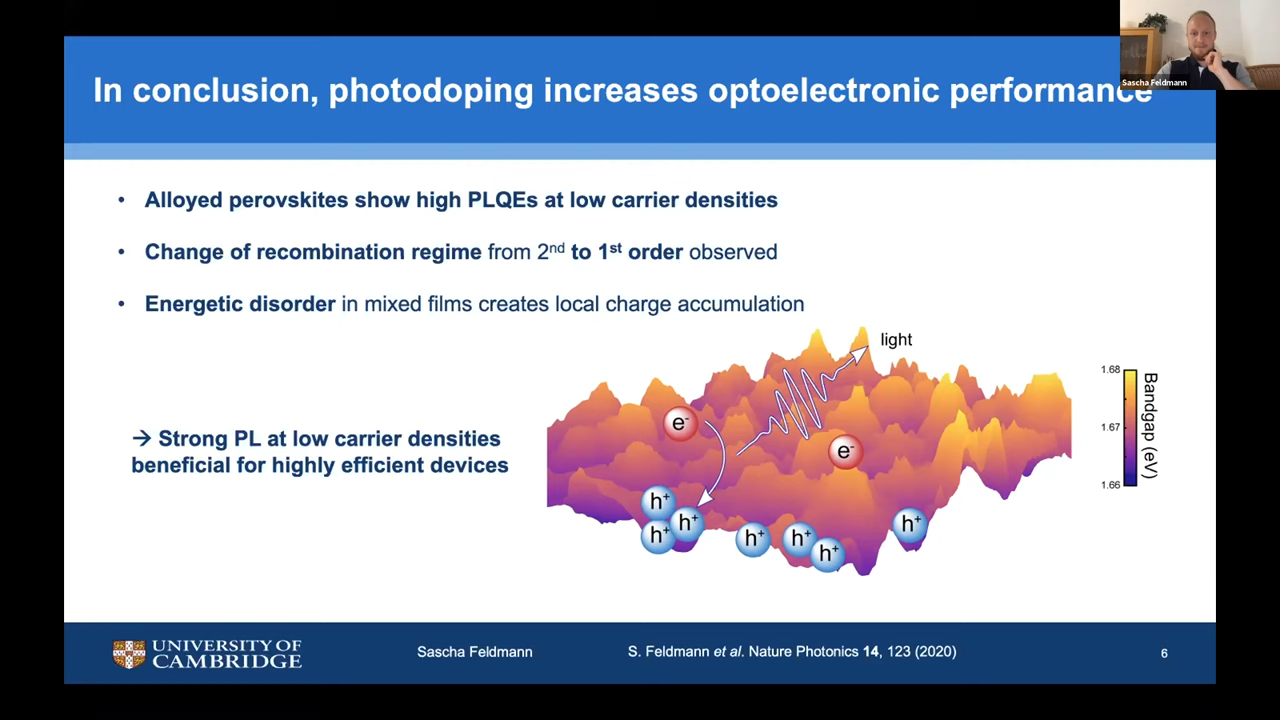 In conclusion, photodoping increases optoelectronic performance
Sascha Feldmann
• Alloyed perovskites show high PLQEs at low carrier densities
• Change of recombination regime from 2nd to 1st order observed
• Energetic disorder in mixed films creates local charge accumulation
light
1.68
1.67
1.66
Bandgap (eV)
e-
e-
→ Strong PL at low carrier densities
beneficial for highly efficient devices
h+
h+
h+
h+
h+
h+
h+
UNIVERSITY OF
CAMBRIDGE
Sascha Feldmann
S. Feldmann et al. Nature Photonics 14, 123 (2020)
6